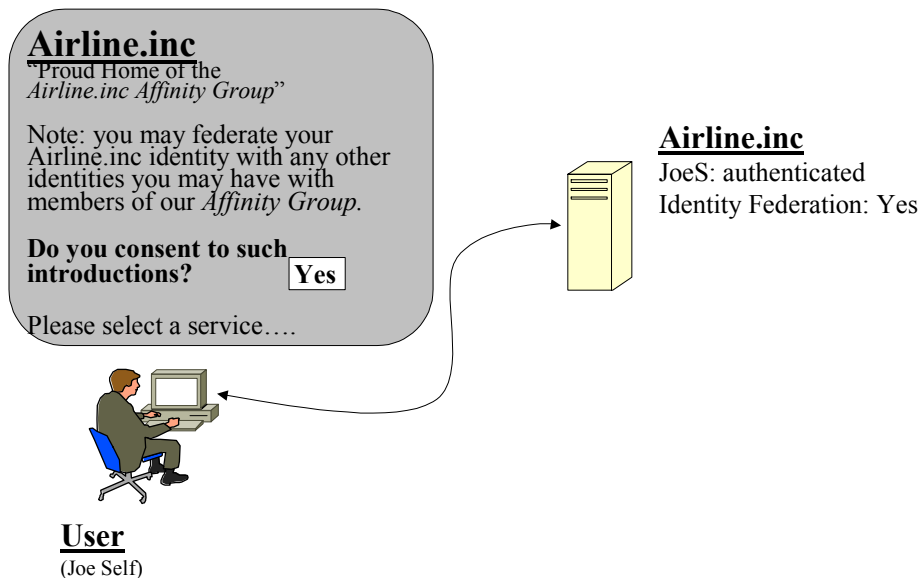 Airline.inc
“Proud Home of the
Airline.inc Affinity Group”
Note: you may federate your
Airline.inc identity with any other
identities you may have with
members of our Affinity Group.
Do you consent to such
introductions? Yes
Please select a service….
Airline.inc
JoeS: authenticated
Identity Federation: Yes
User
(Joe Self)